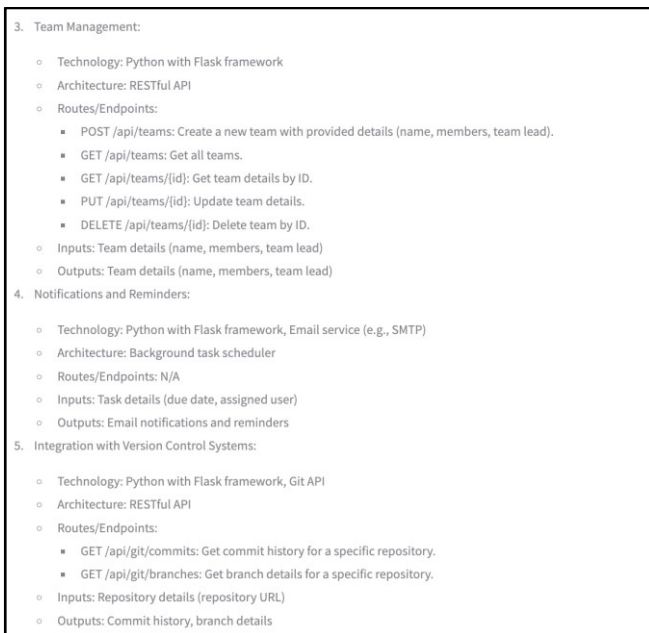 3. Team Management:
◦ Technology: Python with Flask framework
◦ Architecture: RESTful API
◦ Routes/Endpoints:
▪ POST /api/teams: Create a new team with provided details (name, members, team lead).
▪ GET /api/teams: Get all teams.
▪ GET /api/teams/{id}: Get team details by ID.
▪ PUT /api/teams/{id}: Update team details.
▪ DELETE /api/teams/{id}: Delete team by ID.
◦ Inputs: Team details (name, members, team lead)
◦ Outputs: Team details (name, members, team lead)
4. Notifications and Reminders:
◦ Technology: Python with Flask framework, Email service (e.g., SMTP)
◦ Architecture: Background task scheduler
◦ Routes/Endpoints: N/A
◦ Inputs: Task details (due date, assigned user)
◦ Outputs: Email notifications and reminders
5. Integration with Version Control Systems:
◦ Technology: Python with Flask framework, Git API
◦ Architecture: RESTful API
◦ Routes/Endpoints:
▪ GET /api/git/commits: Get commit history for a specific repository.
▪ GET /api/git/branches: Get branch details for a specific repository.
◦ Inputs: Repository details (repository URL)
◦ Outputs: Commit history, branch details